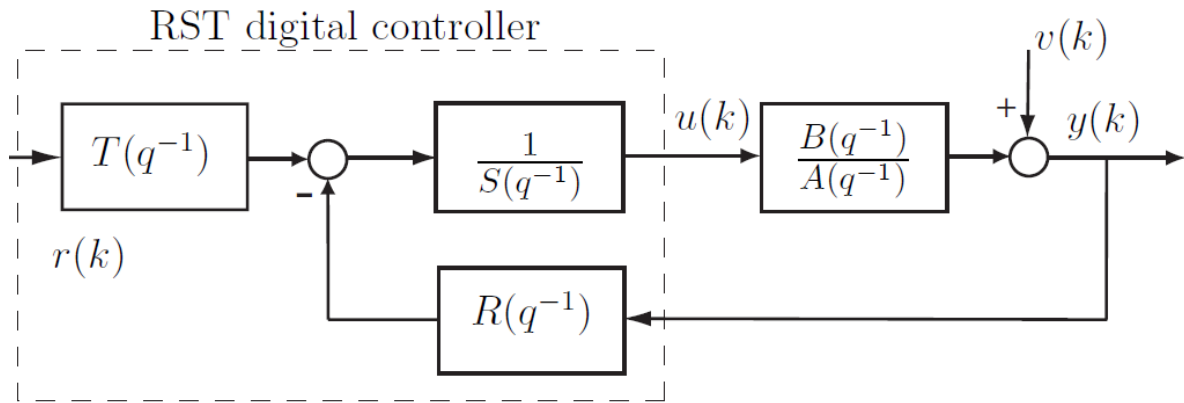 RST digital controller
v(k)
+
T(q^{-1})
1
S(q^{-1})
u(k)
B(q^{-1})
A(q^{-1})
y(k)
-
r(k)
R(q^{-1})